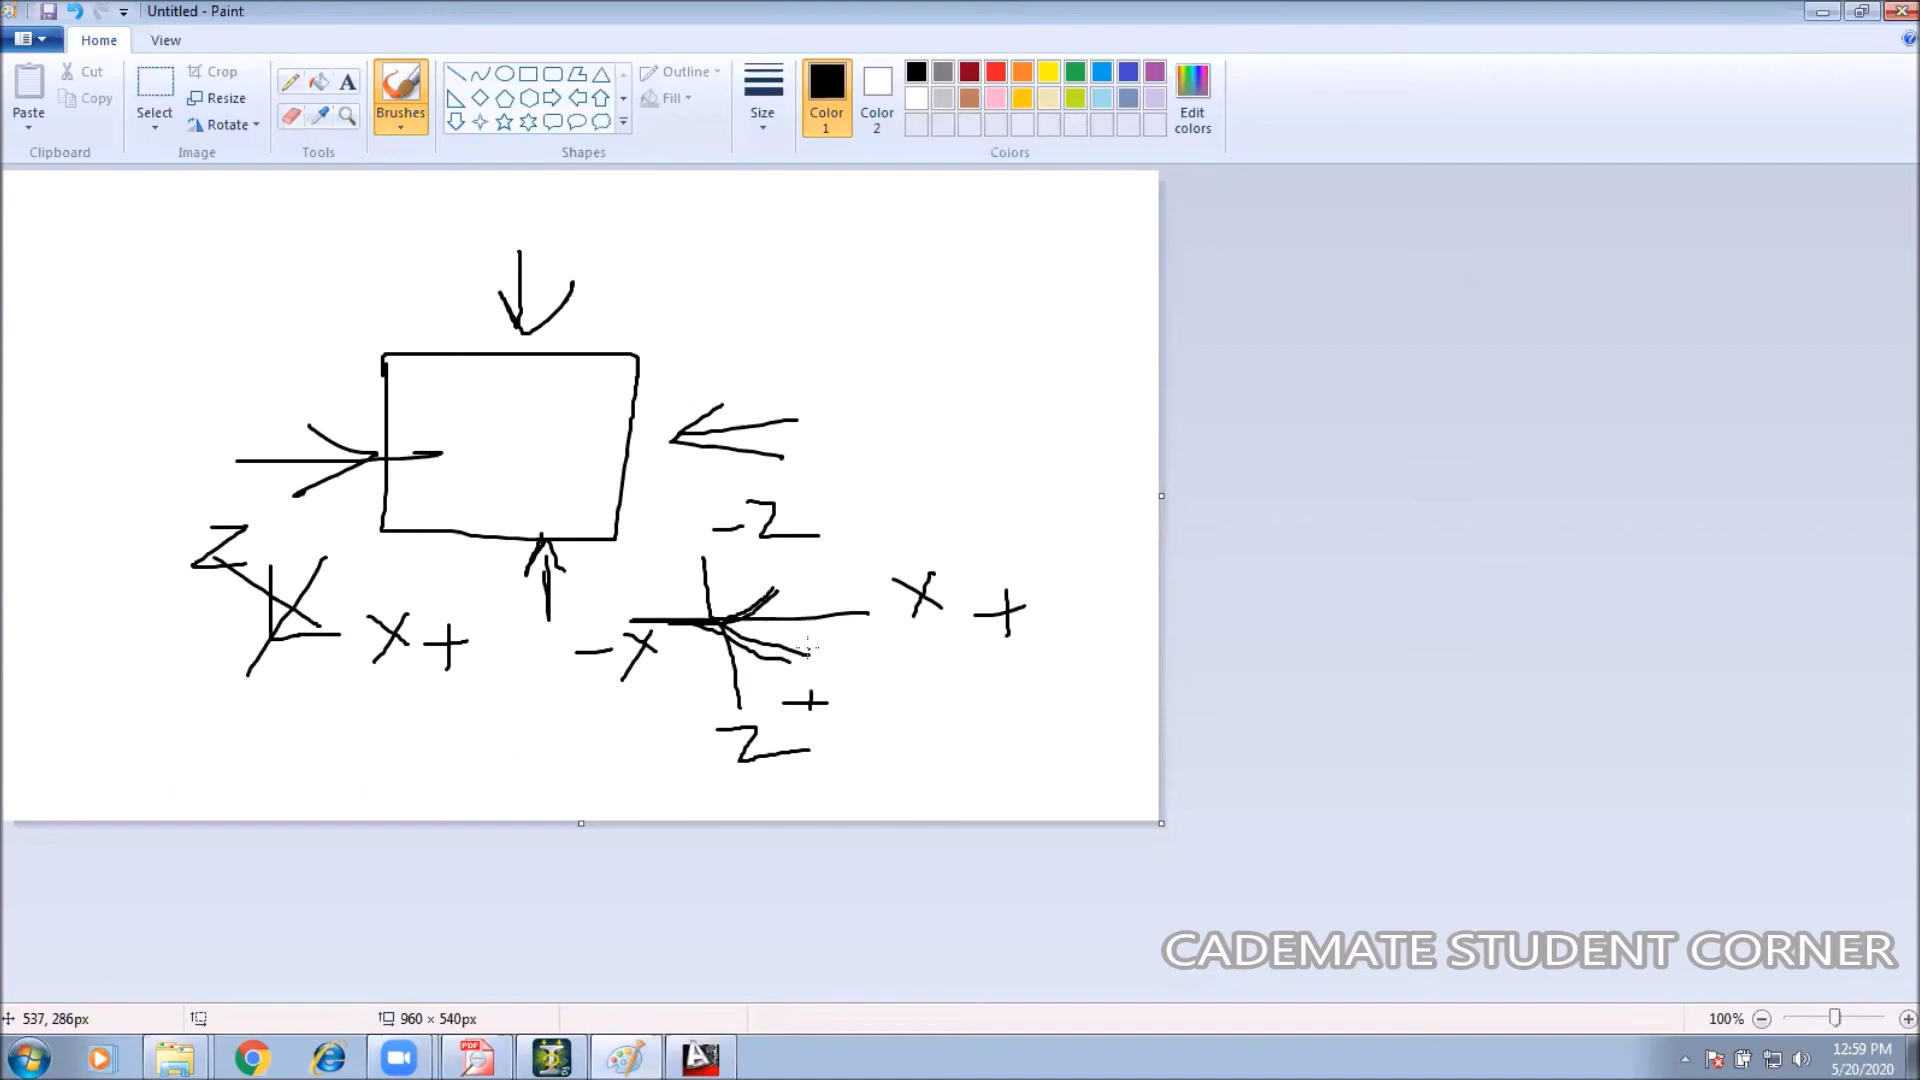 Untitled - Paint
Home View
Cut
Copy
Paste
Crop
Resize
Rotate
Select
Brushes
Outline
Fill
Size
Color 1
Color 2
Edit colors
Clipboard
Image
Tools
Shapes
Colors
-Z
Z
X +
-X
X +
+
Z
CADEMATE STUDENT CORNER
537, 286px
960 × 540px
100%
12:59 PM
5/20/2020